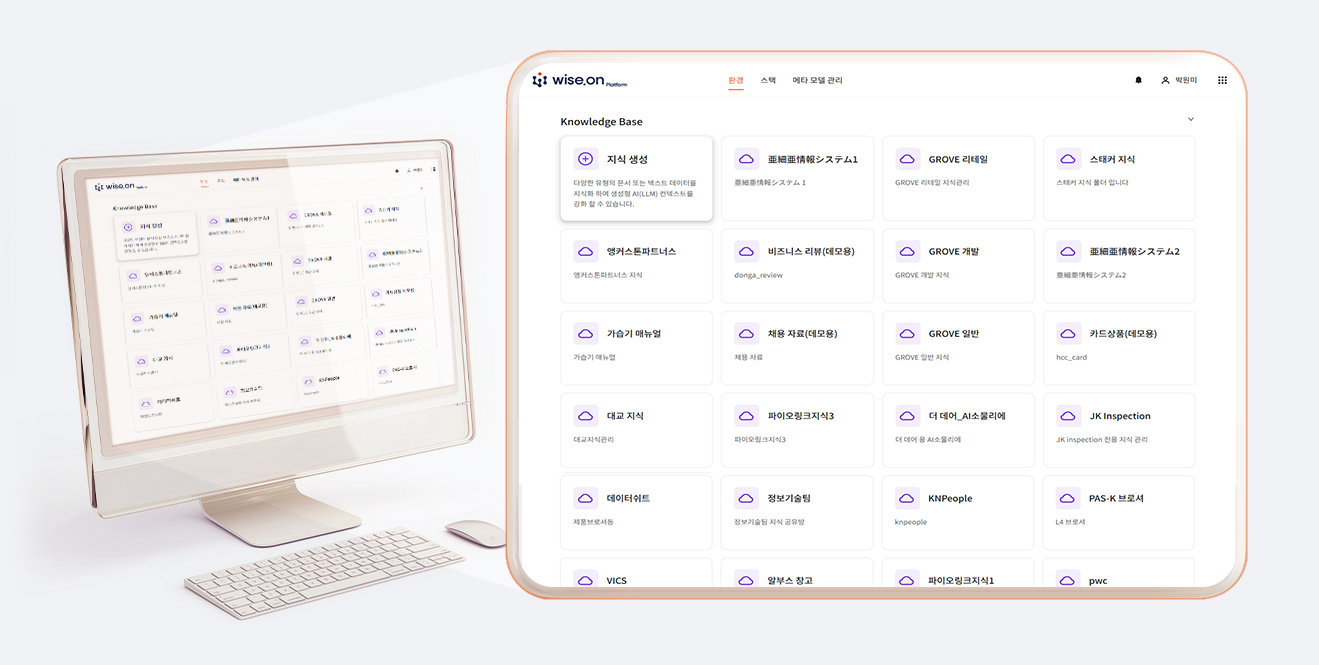 wise.on Platform
환경 스택 메타 모델 관리 박원미
Knowledge Base
지식 생성
다양한 유형의 문서 또는 텍스트 데이터를
지식화 하여 생성형 AI(LLM) 컨텍스트를
강화 할 수 있습니다.
亜細亜情報システム1
亜細亜情報システム 1
GROVE 리테일
GROVE 리테일 지식관리
스태커 지식
스태커 지식 폴더 입니다
앵커스톤파트너스
앵커스톤파트너스 지식
비즈니스 리뷰(데모용)
donga_review
GROVE 개발
GROVE 개발 지식
亜細亜情報システム2
亜細亜情報システム2
가습기 매뉴얼
가습기 매뉴얼
채용 자료(데모용)
채용 자료
GROVE 일반
GROVE 일반 지식
카드상품(데모용)
hcc_card
대교 지식
대교지식관리
파이오링크지식3
파이오링크지식3
더 데어_AI소물리에
더 데어 용 AI소물리에
JK Inspection
JK inspection 전용 지식 관리
데이터쉬트
제품브로셔등
정보기술팀
정보기술팀 지식 공유방
KNPeople
knpeople
PAS-K 브로셔
L4 브로셔
VICS
알부스 창고
파이오링크지식1
pwc
wise.on
Knowledge Base
지식 생성